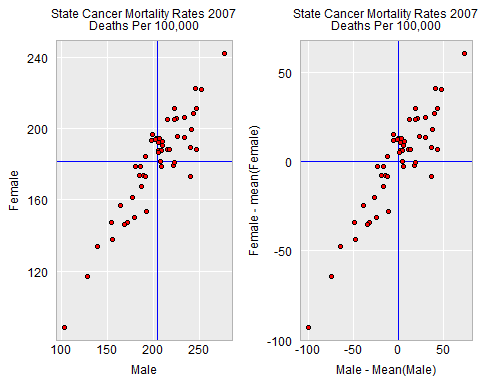 State Cancer Mortality Rates 2007
Deaths Per 100,000
240
200
160
120
Female
100
150
200
250
Male
State Cancer Mortality Rates 2007
Deaths Per 100,000
50
0
-50
-100
Female - mean(Female)
-100
-50
0
50
Male - Mean(Male)